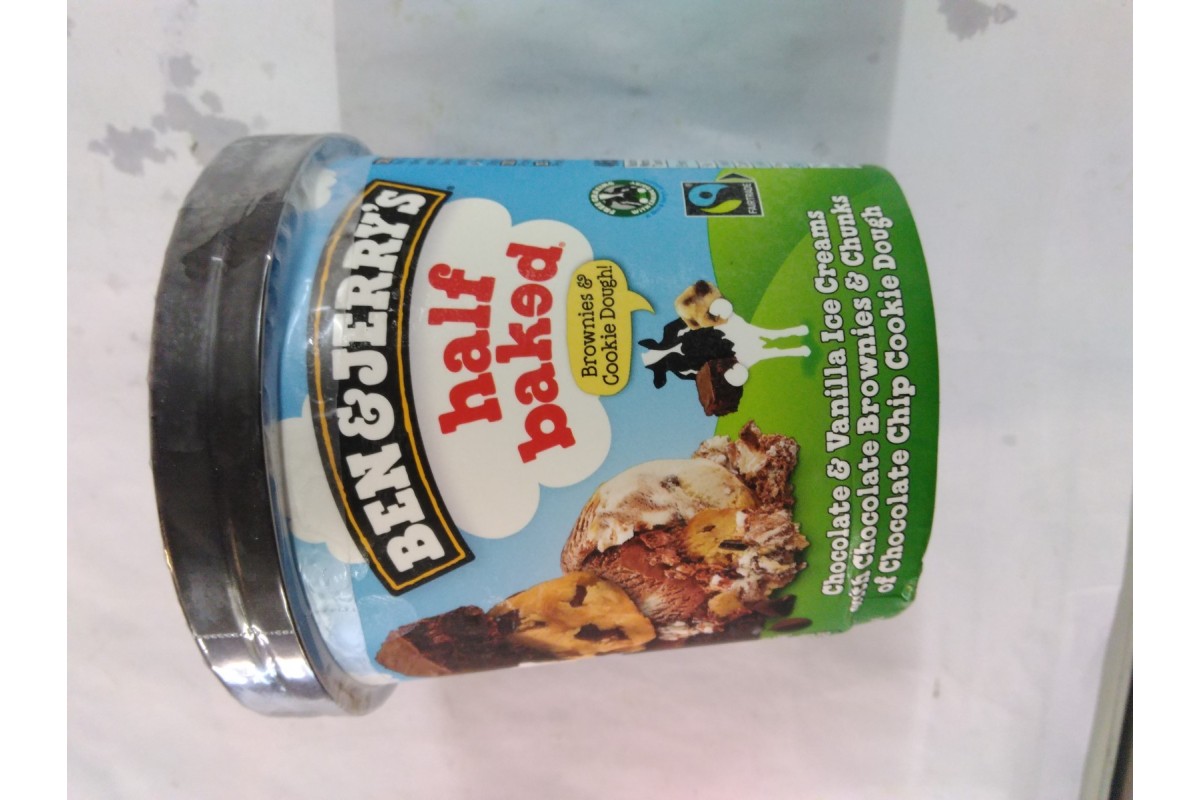 BEN & JERRY'S
half
baked
Brownies &
Cookie Dough!
FAIRTRADE
Chocolate & Vanilla Ice Creams
with Chocolate Brownies & Chunks
of Chocolate Chip Cookie Dough